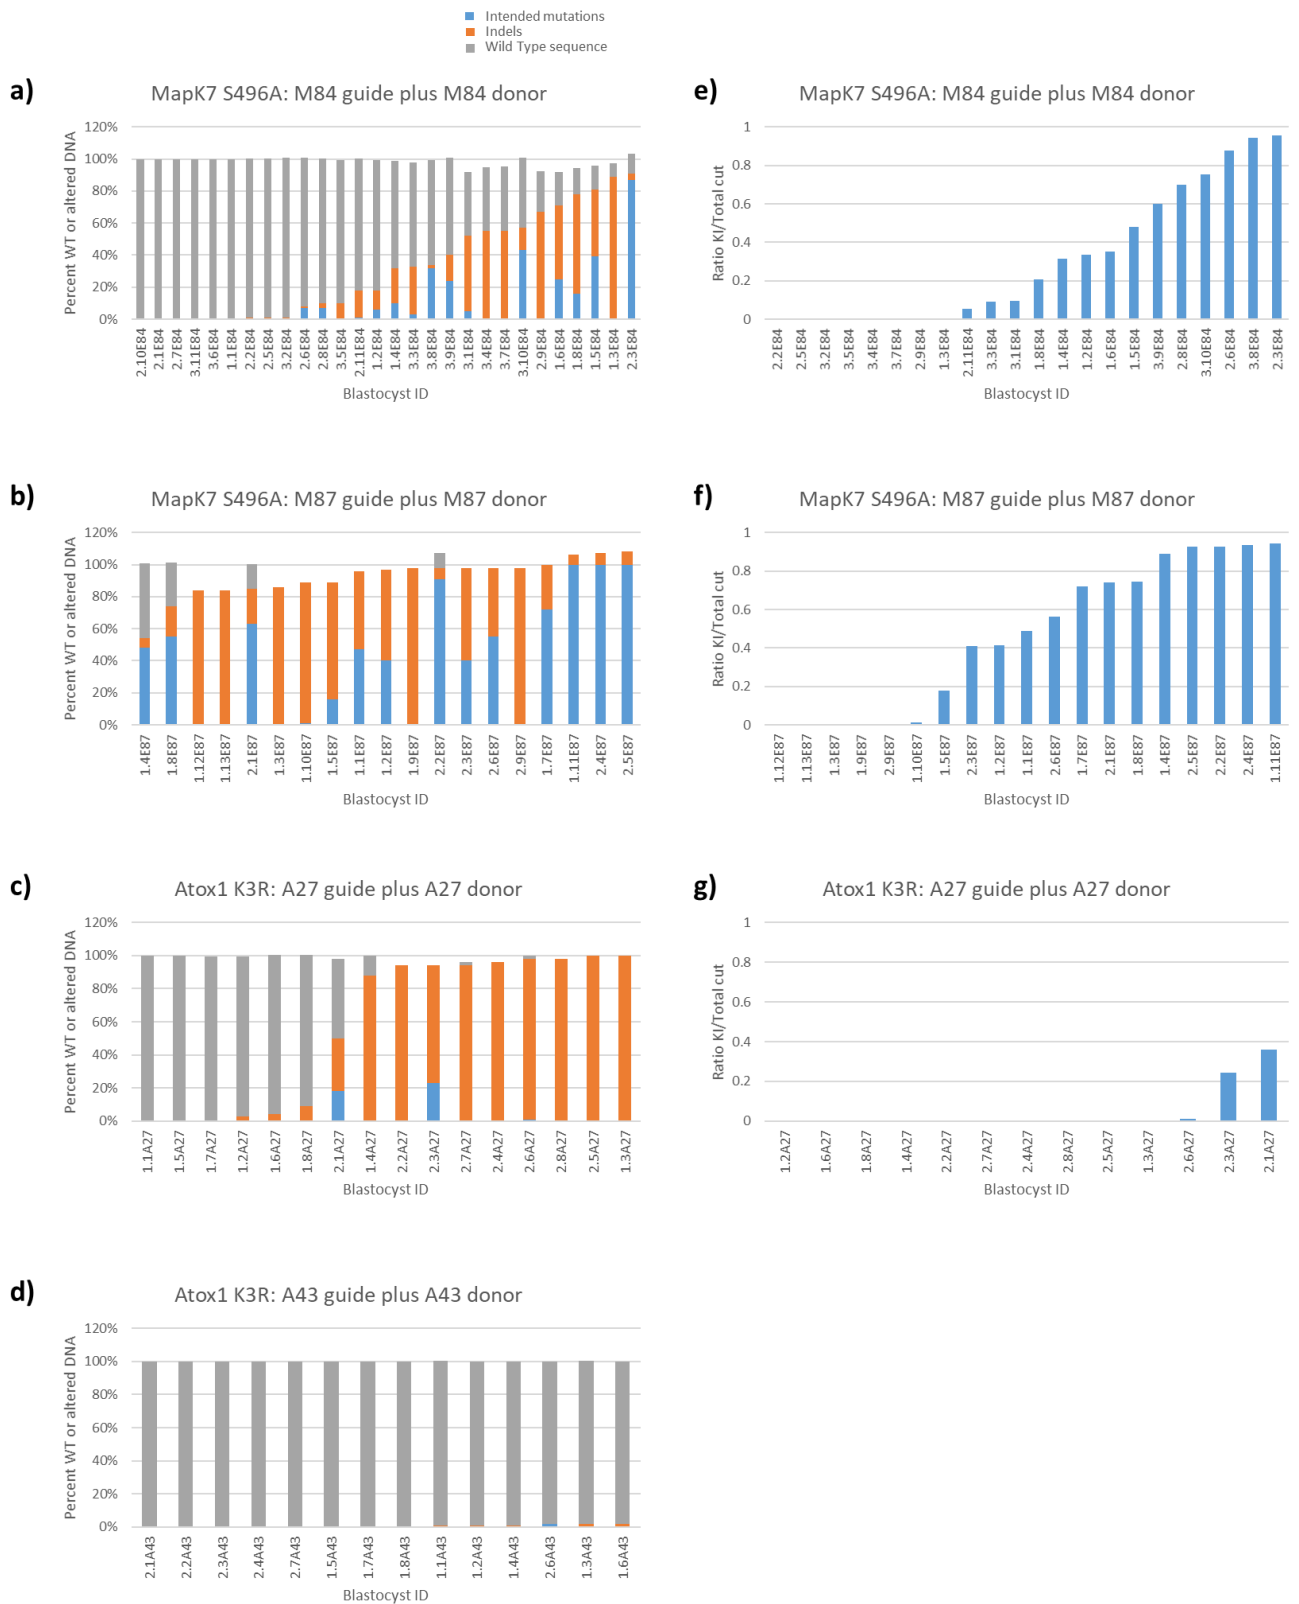 Intended mutations
Indels
Wild Type sequence
a)
MapK7 S496A: M84 guide plus M84 donor
Percent WT or altered DNA
120%
100%
80%
60%
40%
20%
0%
2.10E84 2.1E84 2.7E84 3.11E84 3.6E84 1.1E84 2.2E84 2.5E84 3.2E84 2.6E84 2.8E84 3.5E84 2.11E84 1.2E84 1.4E84 3.3E84 3.8E84 3.9E84 3.1E84 3.4E84 3.7E84 3.10E84 2.9E84 1.6E84 1.8E84 1.5E84 1.3E84 2.3E84
Blastocyst ID
e)
MapK7 S496A: M84 guide plus M84 donor
Ratio KI/Total cut
1
0.8
0.6
0.4
0.2
0
2.2E84 2.5E84 3.2E84 3.5E84 3.4E84 3.7E84 2.9E84 1.3E84 2.11E84 3.3E84 3.1E84 1.8E84 1.4E84 1.2E84 1.6E84 1.5E84 3.9E84 2.8E84 3.10E84 2.6E84 3.8E84 2.3E84
Blastocyst ID
b)
MapK7 S496A: M87 guide plus M87 donor
Percent WT or altered DNA
120%
100%
80%
60%
40%
20%
0%
1.4E87 1.8E87 1.12E87 1.13E87 2.1E87 1.3E87 1.10E87 1.5E87 1.1E87 1.2E87 1.9E87 2.2E87 2.3E87 2.6E87 2.9E87 1.7E87 1.11E87 2.4E87 2.5E87
Blastocyst ID
f)
MapK7 S496A: M87 guide plus M87 donor
Ratio KI/Total cut
1
0.8
0.6
0.4
0.2
0
1.12E87 1.13E87 1.3E87 1.9E87 2.9E87 1.10E87 1.5E87 2.3E87 1.2E87 1.1E87 2.6E87 1.7E87 2.1E87 1.8E87 1.4E87 2.5E87 2.2E87 2.4E87 1.11E87
Blastocyst ID
c)
Atox1 K3R: A27 guide plus A27 donor
Percent WT or altered DNA
120%
100%
80%
60%
40%
20%
0%
1.1A27 1.5A27 1.7A27 1.2A27 1.6A27 1.8A27 2.1A27 1.4A27 2.2A27 2.3A27 2.7A27 2.4A27 2.6A27 2.8A27 2.5A27 1.3A27
Blastocyst ID
g)
Atox1 K3R: A27 guide plus A27 donor
Ratio KI/Total cut
1
0.8
0.6
0.4
0.2
0
1.2A27 1.6A27 1.8A27 1.4A27 2.2A27 2.7A27 2.4A27 2.8A27 2.5A27 1.3A27 2.6A27 2.3A27 2.1A27
Blastocyst ID
d)
Atox1 K3R: A43 guide plus A43 donor
Percent WT or altered DNA
120%
100%
80%
60%
40%
20%
0%
2.1A43 2.2A43 2.3A43 2.4A43 2.7A43 1.5A43 1.7A43 1.8A43 1.1A43 1.2A43 1.4A43 2.6A43 1.3A43 1.6A43
Blastocyst ID